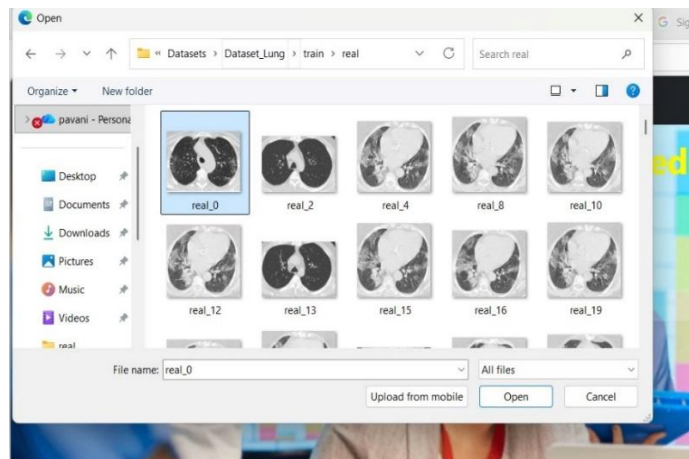 Open
G Sig
« Datasets > Dataset_Lung > train > real
Search real
Organize
New folder
pavani - Persona
Desktop
Documents
Downloads
Pictures
Music
Videos
real
real_0 real_2 real_4 real_8 real_10
real_12 real_13 real_15 real_16 real_19
ed
File name: real_0
All files
Upload from mobile
Open
Cancel